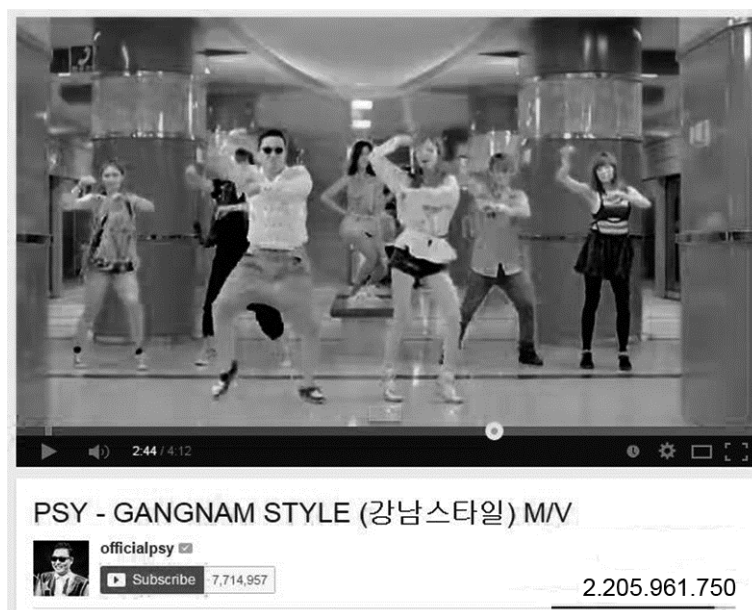 2:44 / 4:12
PSY - GANGNAM STYLE (강남스타일) M/V
officialpsy
Subscribe 7,714,957
2.205.961.750